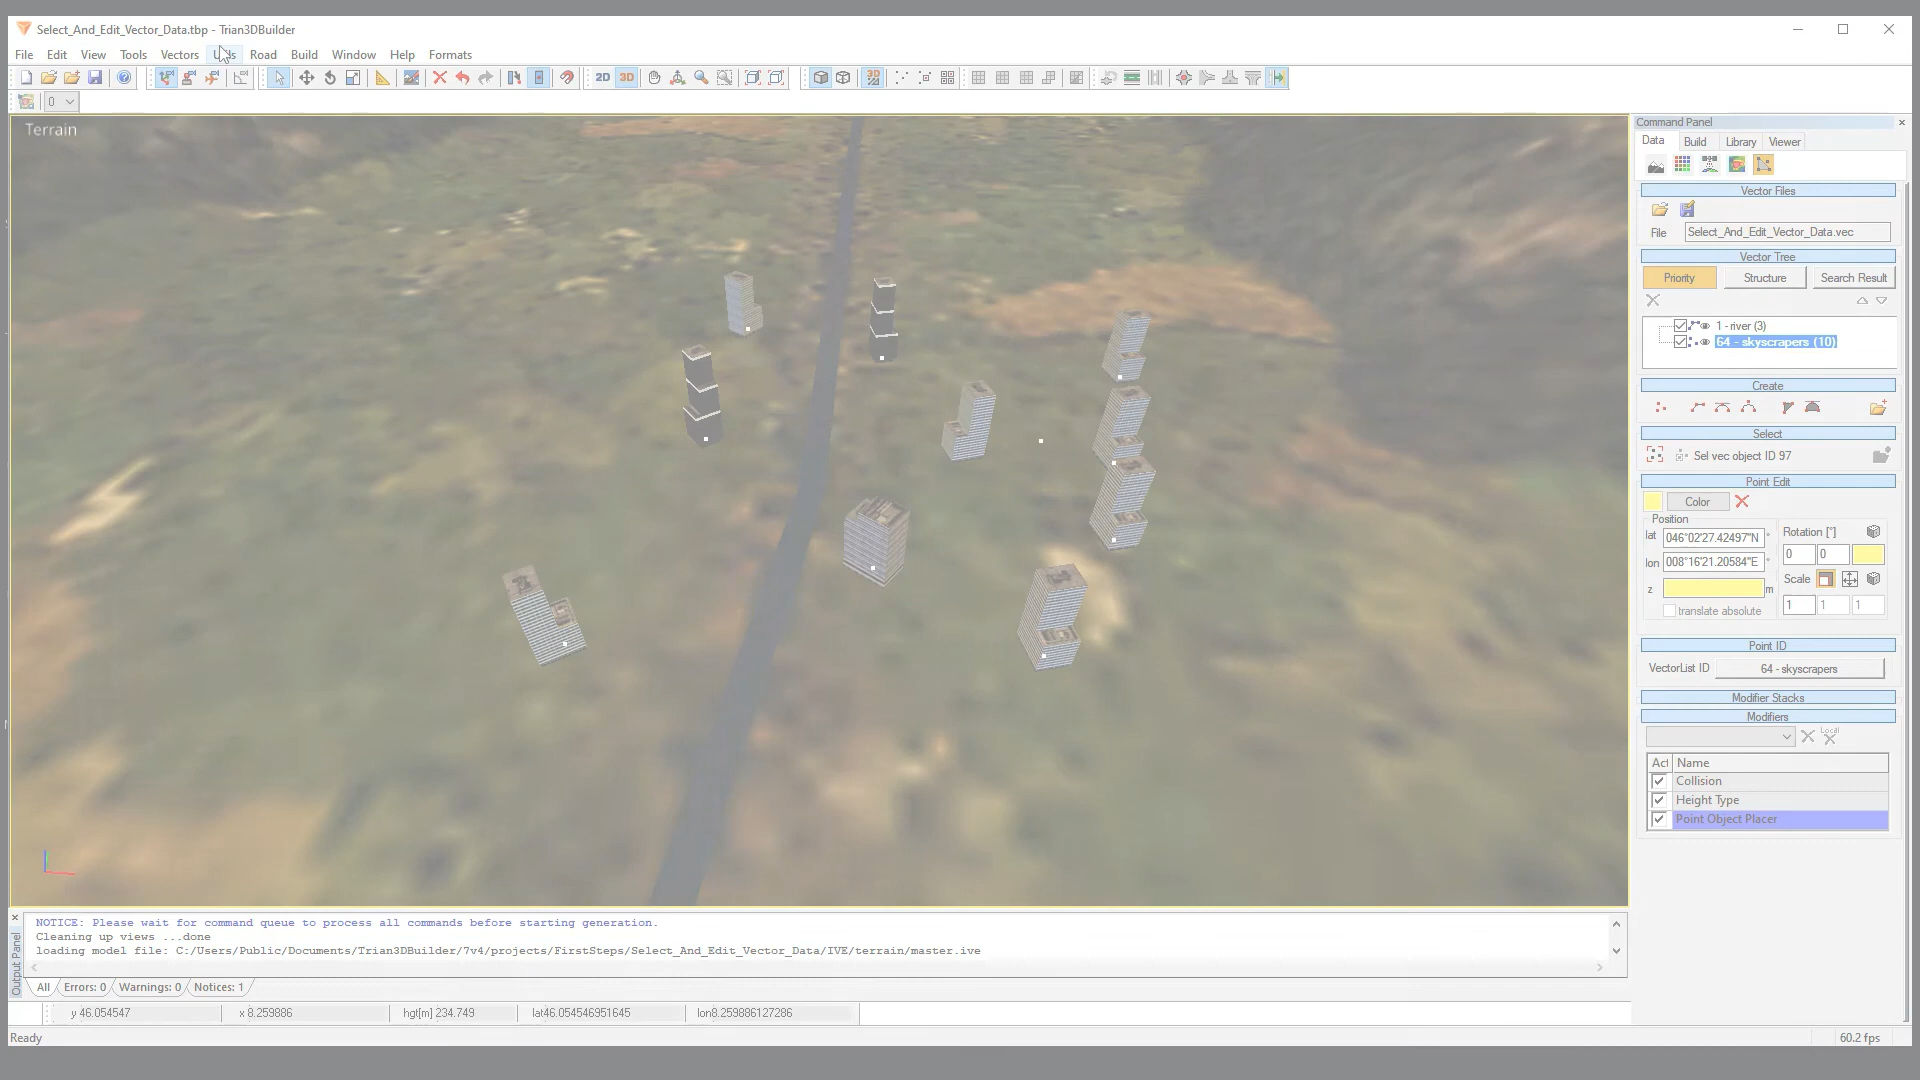 Select_And_Edit_Vector_Data.tbp - Trian3DBuilder
File Edit View Tools Vectors Road Build Window Help Formats
2D 3D 3D
0
Terrain
Command Panel
Data Build Library Viewer
Vector Files
File Select_And_Edit_Vector_Data.vec
Vector Tree
Priority Structure Search Result
1 - river (3)
64 - skyscrapers (10)
Create
Select
Sel vec object ID 97
Point Edit
Color
Position
lat 046°02'27.42497"N °
lon 008°16'21.20584"E °
z m
translate absolute
Rotation [°]
0 0
Scale
1 1 1
Point ID
VectorList ID 64 - skyscrapers
Modifier Stacks
Modifiers
Local
Act Name
Collision
Height Type
Point Object Placer
Output Panel
NOTICE: Please wait for command queue to process all commands before starting generation.
Cleaning up views ...done
loading model file: C:/Users/Public/Documents/Trian3DBuilder/7v4/projects/FirstSteps/Select_And_Edit_Vector_Data/IVE/terrain/master.ive
All Errors: 0 Warnings: 0 Notices: 1
y 46.054547 x 8.259886 hgt[m] 234.749 lat46.054546951645 lon8.259886127286
Ready 60.2 fps